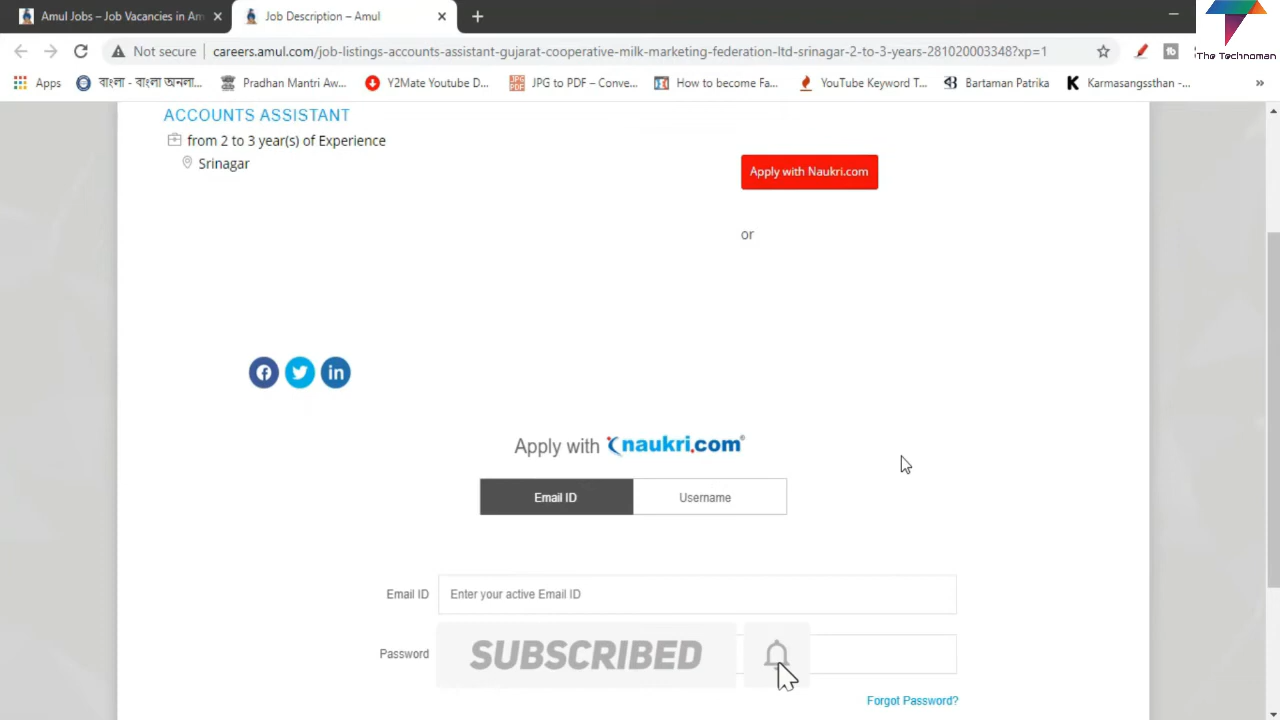 Amul Jobs – Job Vacancies in Am
Job Description – Amul
Not secure
careers.amul.com/job-listings-accounts-assistant-gujarat-cooperative-milk-marketing-federation-ltd-srinagar-2-to-3-years-281020003348?xp=1
The Technoman
Apps
বাংলা - বাংলা অনলা...
Pradhan Mantri Aw...
Y2Mate Youtube D...
JPG to PDF – Conve...
How to become Fa...
YouTube Keyword T...
Bartaman Patrika
Karmasangssthan -...
»
ACCOUNTS ASSISTANT
from 2 to 3 year(s) of Experience
Srinagar
Apply with Naukri.com
or
Apply with naukri.com
Email ID
Username
Email ID
Enter your active Email ID
Password
SUBSCRIBED
Forgot Password?